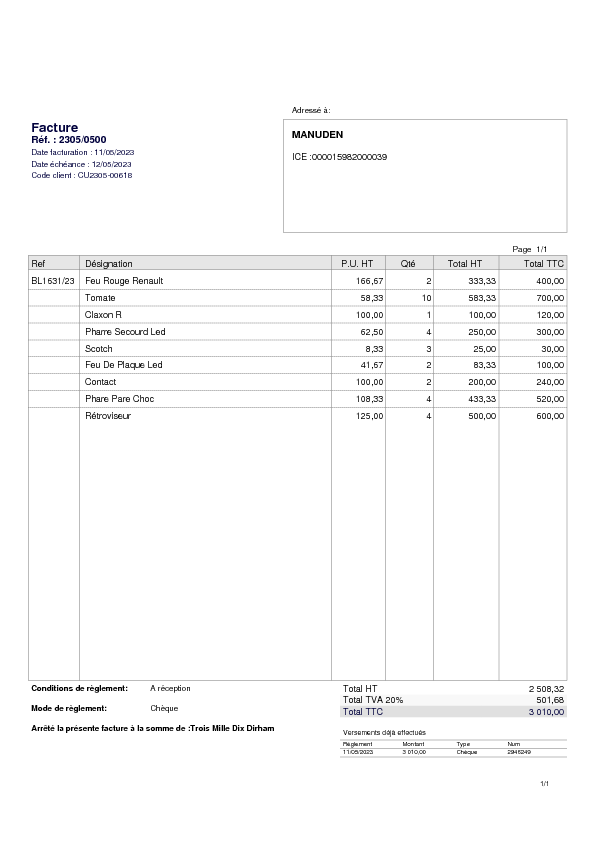 Adressé à:
Facture
Réf. : 2305/0500
Date facturation : 11/05/2023
Date échéance : 12/05/2023
Code client : CU2305-00618
MANUDEN
ICE :000015982000039
Page 1/1
Ref Désignation P.U. HT Qté Total HT Total TTC
BL1631/23 Feu Rouge Renault 166,67 2 333,33 400,00
Tomate 58,33 10 583,33 700,00
Claxon R 100,00 1 100,00 120,00
Pharre Secourd Led 62,50 4 250,00 300,00
Scotch 8,33 3 25,00 30,00
Feu De Plaque Led 41,67 2 83,33 100,00
Contact 100,00 2 200,00 240,00
Phare Pare Choc 108,33 4 433,33 520,00
Rétroviseur 125,00 4 500,00 600,00
Conditions de règlement: A réception
Total HT 2 508,32
Total TVA 20% 501,68
Mode de règlement: Chèque
Total TTC 3 010,00
Arrêté la présente facture à la somme de :Trois Mille Dix Dirham
Versements déjà effectués
Règlement Montant Type Num
11/05/2023 3 010,00 Chèque 2946249
1/1